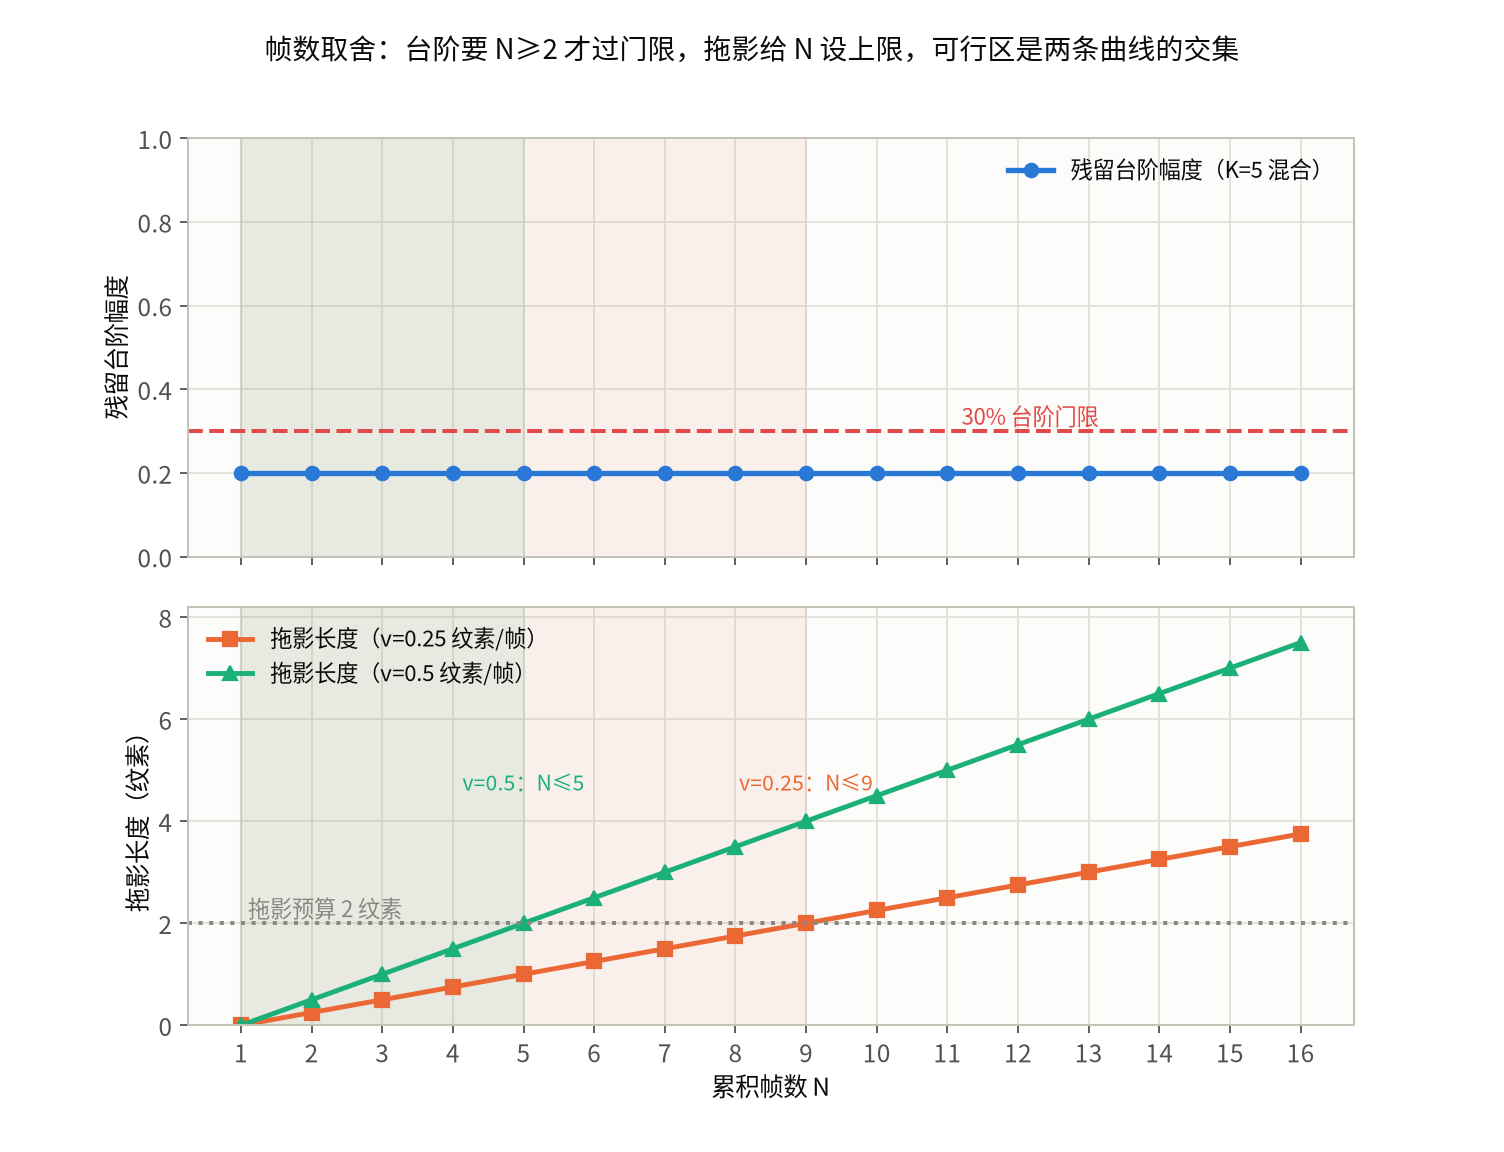 帧数取舍：台阶要 N≥2 才过门限，拖影给 N 设上限，可行区是两条曲线的交集
1.0
0.8
0.6
0.4
0.2
0.0
残留台阶幅度
残留台阶幅度（K=5 混合）
30% 台阶门限
8
6
4
2
0
拖影长度（纹素）
拖影长度（v=0.25 纹素/帧）
拖影长度（v=0.5 纹素/帧）
v=0.5：N≤5
v=0.25：N≤9
拖影预算 2 纹素
1 2 3 4 5 6 7 8 9 10 11 12 13 14 15 16
累积帧数 N